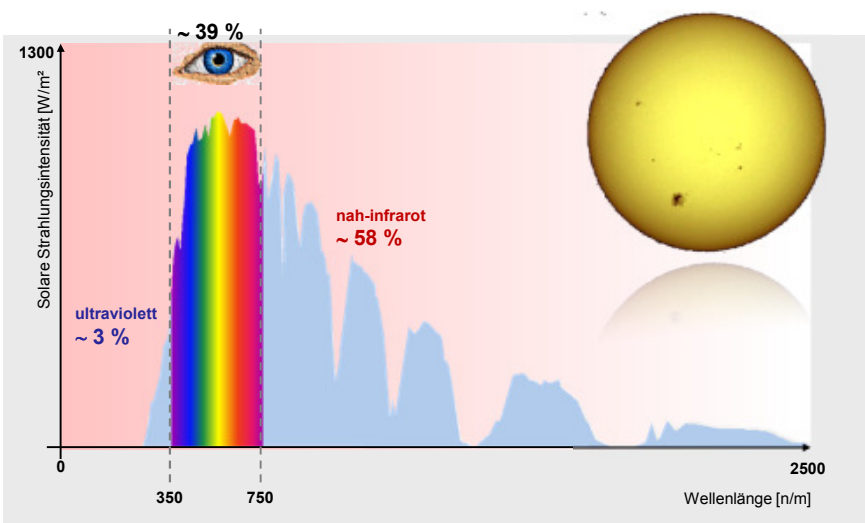 ~ 39 %
1300
Solare Strahlungsintensität [W/m²
nah-infrarot
~ 58 %
ultraviolett
~ 3 %
0
2500
350
750
Wellenlänge [n/m]